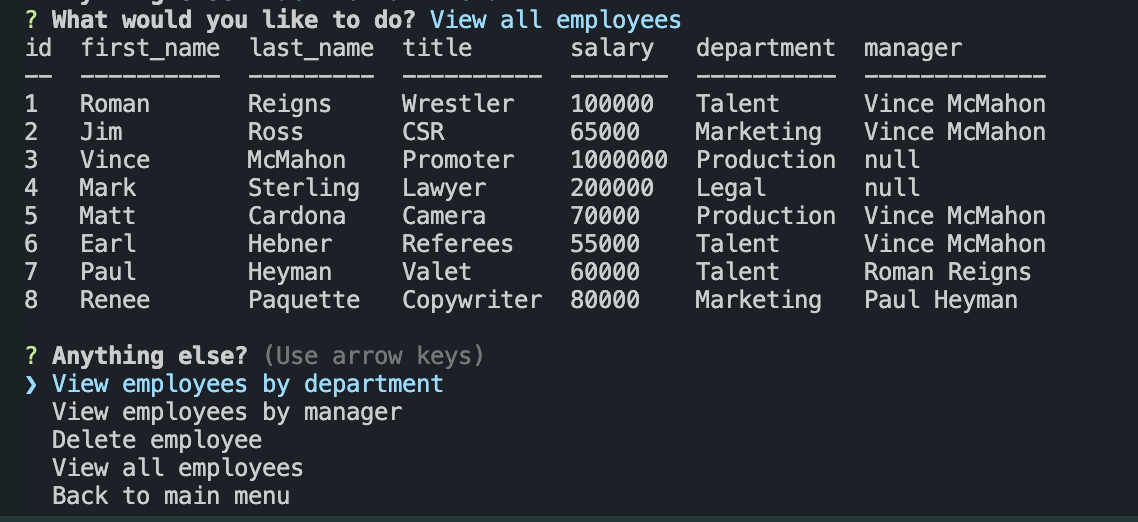 ? What would you like to do? View all employees
id  first_name  last_name  title       salary   department  manager
--  ----------  ---------  ----------  -------  ----------  -------------
1   Roman       Reigns     Wrestler    100000   Talent      Vince McMahon
2   Jim         Ross       CSR         65000    Marketing   Vince McMahon
3   Vince       McMahon    Promoter    1000000  Production  null
4   Mark        Sterling   Lawyer      200000   Legal       null
5   Matt        Cardona    Camera      70000    Production  Vince McMahon
6   Earl        Hebner     Referees    55000    Talent      Vince McMahon
7   Paul        Heyman     Valet       60000    Talent      Roman Reigns
8   Renee       Paquette   Copywriter  80000    Marketing   Paul Heyman
? Anything else? (Use arrow keys)
❯ View employees by department
  View employees by manager
  Delete employee
  View all employees
  Back to main menu